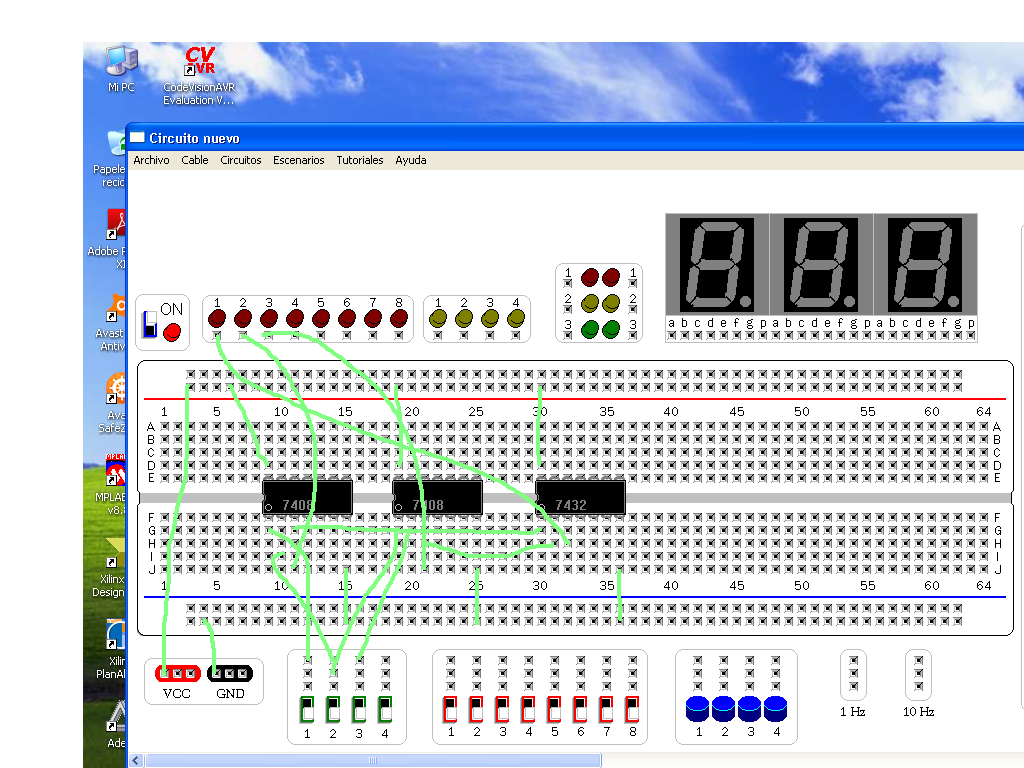 Mi PC
CodeVisionAVR
Evaluation V...
CV
AVR
Circuito nuevo
Archivo Cable Circuitos Escenarios Tutoriales Ayuda
Papele
recic
Adobe
XI
Avast
Anti
Ava
Safe
MPLAB
v8.
Xilinx
Design
Xilin
PlanA
Ade
ON
1 2 3 4 5 6 7 8
1 2 3 4
1 1
2 2
3 3
a b c d e f g p a b c d e f g p a b c d e f g p
1 5 10 15 20 25 30 35 40 45 50 55 60 64
A A
B B
C C
D D
E E
7408 7408 7432
F F
G G
H H
I I
J J
1 5 10 15 20 25 30 35 40 45 50 55 60 64
VCC GND
1 2 3 4
1 2 3 4 5 6 7 8
1 2 3 4
1 Hz
10 Hz